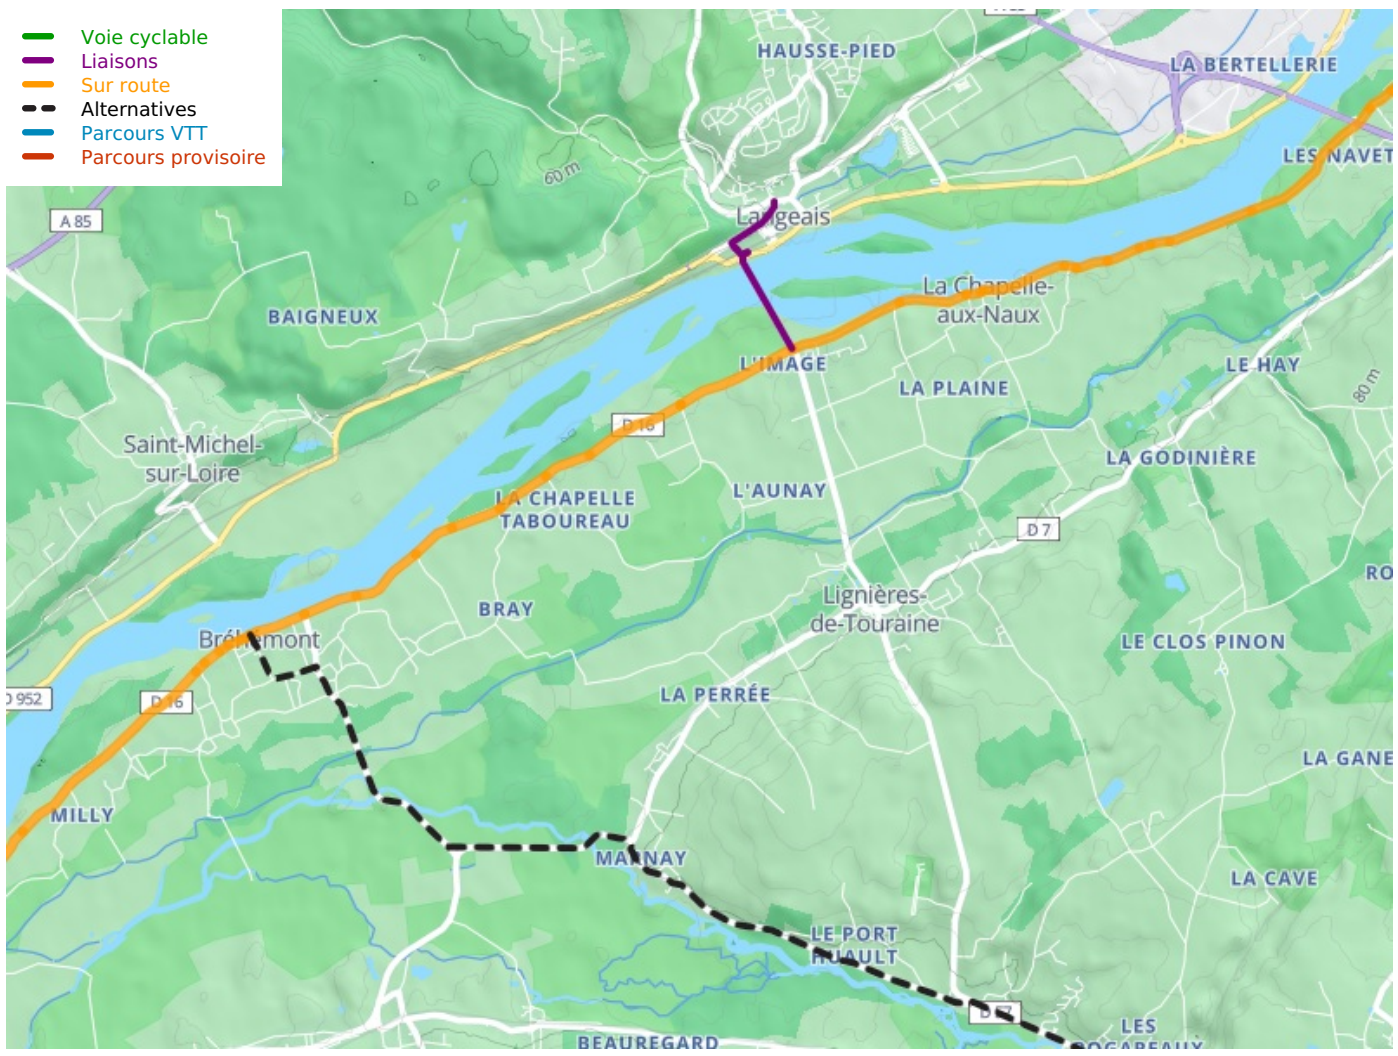 Voie cyclable
Liaisons
Sur route
Alternatives
Parcours VTT
Parcours provisoire
HAUSSE-PIED
LA BERTELLERIE
LES NAVET
60 m
A 85
Langeais
La Chapelle-
aux-Naux
BAIGNEUX
L'IMAGE
LE HAY
LA PLAINE
80 m
D 16
Saint-Michel-
sur-Loire
LA GODINIÈRE
L'AUNAY
LA CHAPELLE
TABOUREAU
D 7
RO
Lignières-
de-Touraine
BRAY
Bréhémont
LE CLOS PINON
LA PERRÉE
D 952
D 16
LA GANE
MILLY
MARNAY
LA CAVE
LE PORT
HUAULT
D 57
LES
BEAUREGARD